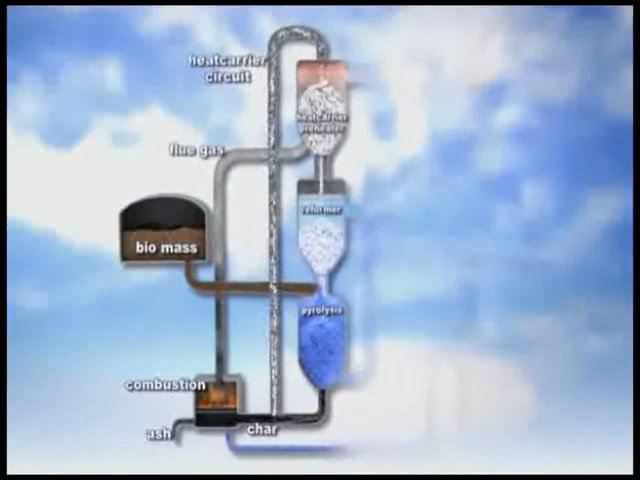 heatcarrier
circuit
heatcarrier
preheater
flue gas
reformer
bio mass
pyrolysis
combustion
char
ash